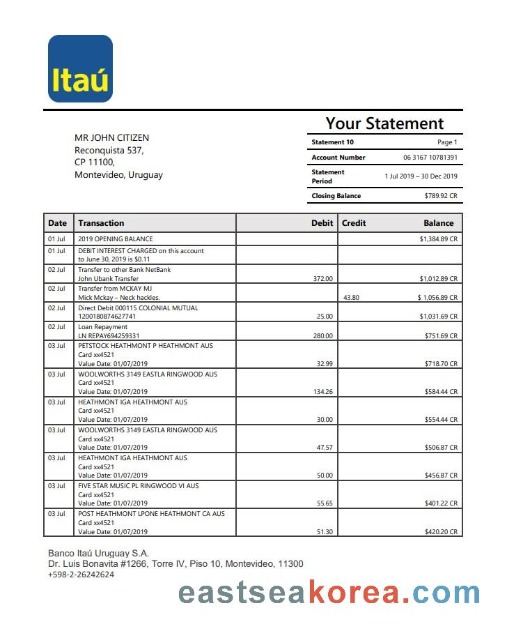 Itaú
Your Statement
MR JOHN CITIZEN
Reconquista 537,
CP 11100,
Montevideo, Uruguay
Statement 10 Page 1
Account Number 06 3167 10781391
Statement Period 1 Jul 2019 – 30 Dec 2019
Closing Balance $789.92 CR
Date Transaction Debit Credit Balance
01 Jul 2019 OPENING BALANCE $1,384.89 CR
01 Jul DEBIT INTEREST CHARGED on this account
to June 30, 2019 is $0.11
02 Jul Transfer to other Bank NetBank
John Ubank Transfer 372.00 $1,012.89 CR
02 Jul Transfer from MCKAY MJ
Mick Mckay – Neck hackles. 43.80 $ 1,056.89 CR
02 Jul Direct Debit 000115 COLONIAL MUTUAL
1200180874627741 25.00 $1,031.69 CR
02 Jul Loan Repayment
LN REPAY694259331 280.00 $751.69 CR
03 Jul PETSTOCK HEATHMONT P HEATHMONT AUS
Card xx4521
Value Date: 01/07/2019 32.99 $718.70 CR
03 Jul WOOLWORTHS 3149 EASTLA RINGWOOD AUS
Card xx4521
Value Date: 01/07/2019 134.26 $584.44 CR
03 Jul HEATHMONT IGA HEATHMONT AUS
Card xx4521
Value Date: 01/07/2019 30.00 $554.44 CR
03 Jul WOOLWORTHS 3149 EASTLA RINGWOOD AUS
Card xx4521
Value Date: 01/07/2019 47.57 $506.87 CR
03 Jul HEATHMONT IGA HEATHMONT AUS
Card xx4521
Value Date: 01/07/2019 50.00 $456.87 CR
03 Jul FIVE STAR MUSIC PL RINGWOOD VI AUS
Card xx4521
Value Date: 01/07/2019 55.65 $401.22 CR
03 Jul POST HEATHMONT LPONE HEATHMONT CA AUS
Card xx4521
Value Date: 01/07/2019 51.30 $420.20 CR
Banco Itaú Uruguay S.A.
Dr. Luis Bonavita #1266, Torre IV, Piso 10, Montevideo, 11300
+598-2-26242624
eastseakorea.com